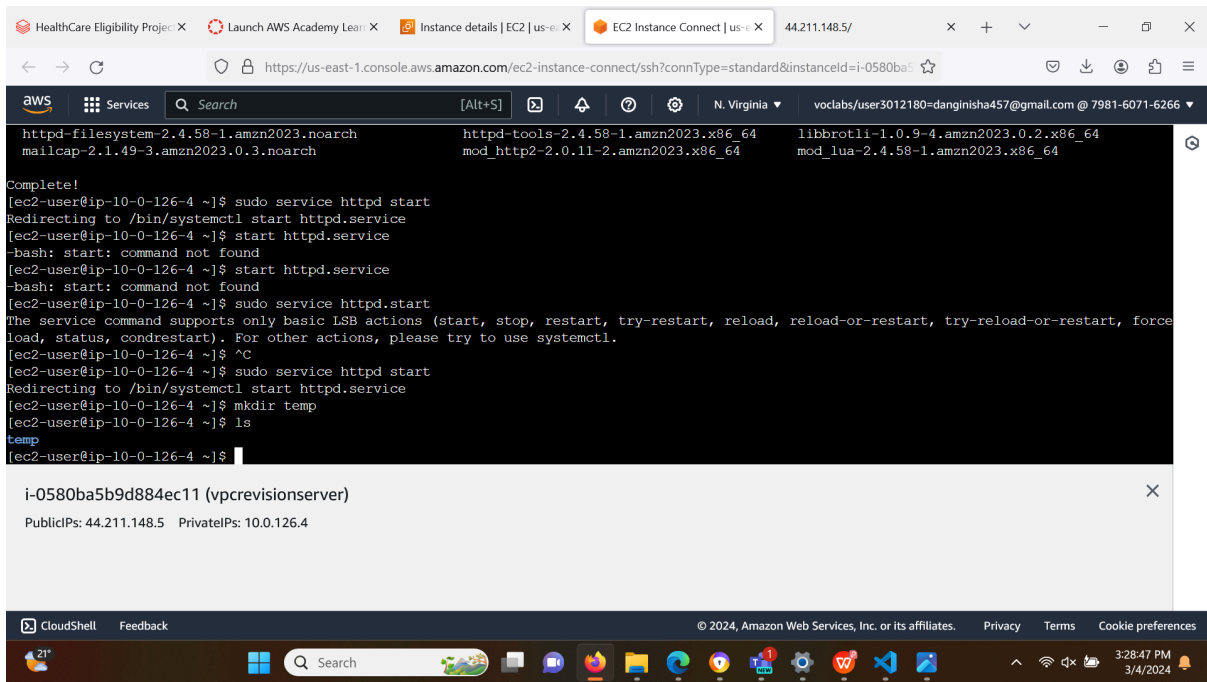 HealthCare Eligibility Project
Launch AWS Academy Lear
Instance details | EC2 | us-ea
EC2 Instance Connect | us-e
44.211.148.5/
https://us-east-1.console.aws.amazon.com/ec2-instance-connect/ssh?connType=standard&instanceId=i-0580ba5
aws Services Search [Alt+S] N. Virginia ▼ voclabs/user3012180=danginisha457@gmail.com @ 7981-6071-6266 ▼
httpd-filesystem-2.4.58-1.amzn2023.noarch httpd-tools-2.4.58-1.amzn2023.x86_64 libbrotli-1.0.9-4.amzn2023.0.2.x86_64
mailcap-2.1.49-3.amzn2023.0.3.noarch mod_http2-2.0.11-2.amzn2023.x86_64 mod_lua-2.4.58-1.amzn2023.x86_64
Complete!
[ec2-user@ip-10-0-126-4 ~]$ sudo service httpd start
Redirecting to /bin/systemctl start httpd.service
[ec2-user@ip-10-0-126-4 ~]$ start httpd.service
-bash: start: command not found
[ec2-user@ip-10-0-126-4 ~]$ start httpd.service
-bash: start: command not found
[ec2-user@ip-10-0-126-4 ~]$ sudo service httpd.start
The service command supports only basic LSB actions (start, stop, restart, try-restart, reload, reload-or-restart, try-reload-or-restart, force
load, status, condrestart). For other actions, please try to use systemctl.
[ec2-user@ip-10-0-126-4 ~]$ ^C
[ec2-user@ip-10-0-126-4 ~]$ sudo service httpd start
Redirecting to /bin/systemctl start httpd.service
[ec2-user@ip-10-0-126-4 ~]$ mkdir temp
[ec2-user@ip-10-0-126-4 ~]$ ls
temp
[ec2-user@ip-10-0-126-4 ~]$
i-0580ba5b9d884ec11 (vpcrevisionserver)
PublicIPs: 44.211.148.5 PrivateIPs: 10.0.126.4
CloudShell Feedback © 2024, Amazon Web Services, Inc. or its affiliates. Privacy Terms Cookie preferences
21°
Search
1
NEW
3:28:47 PM
3/4/2024